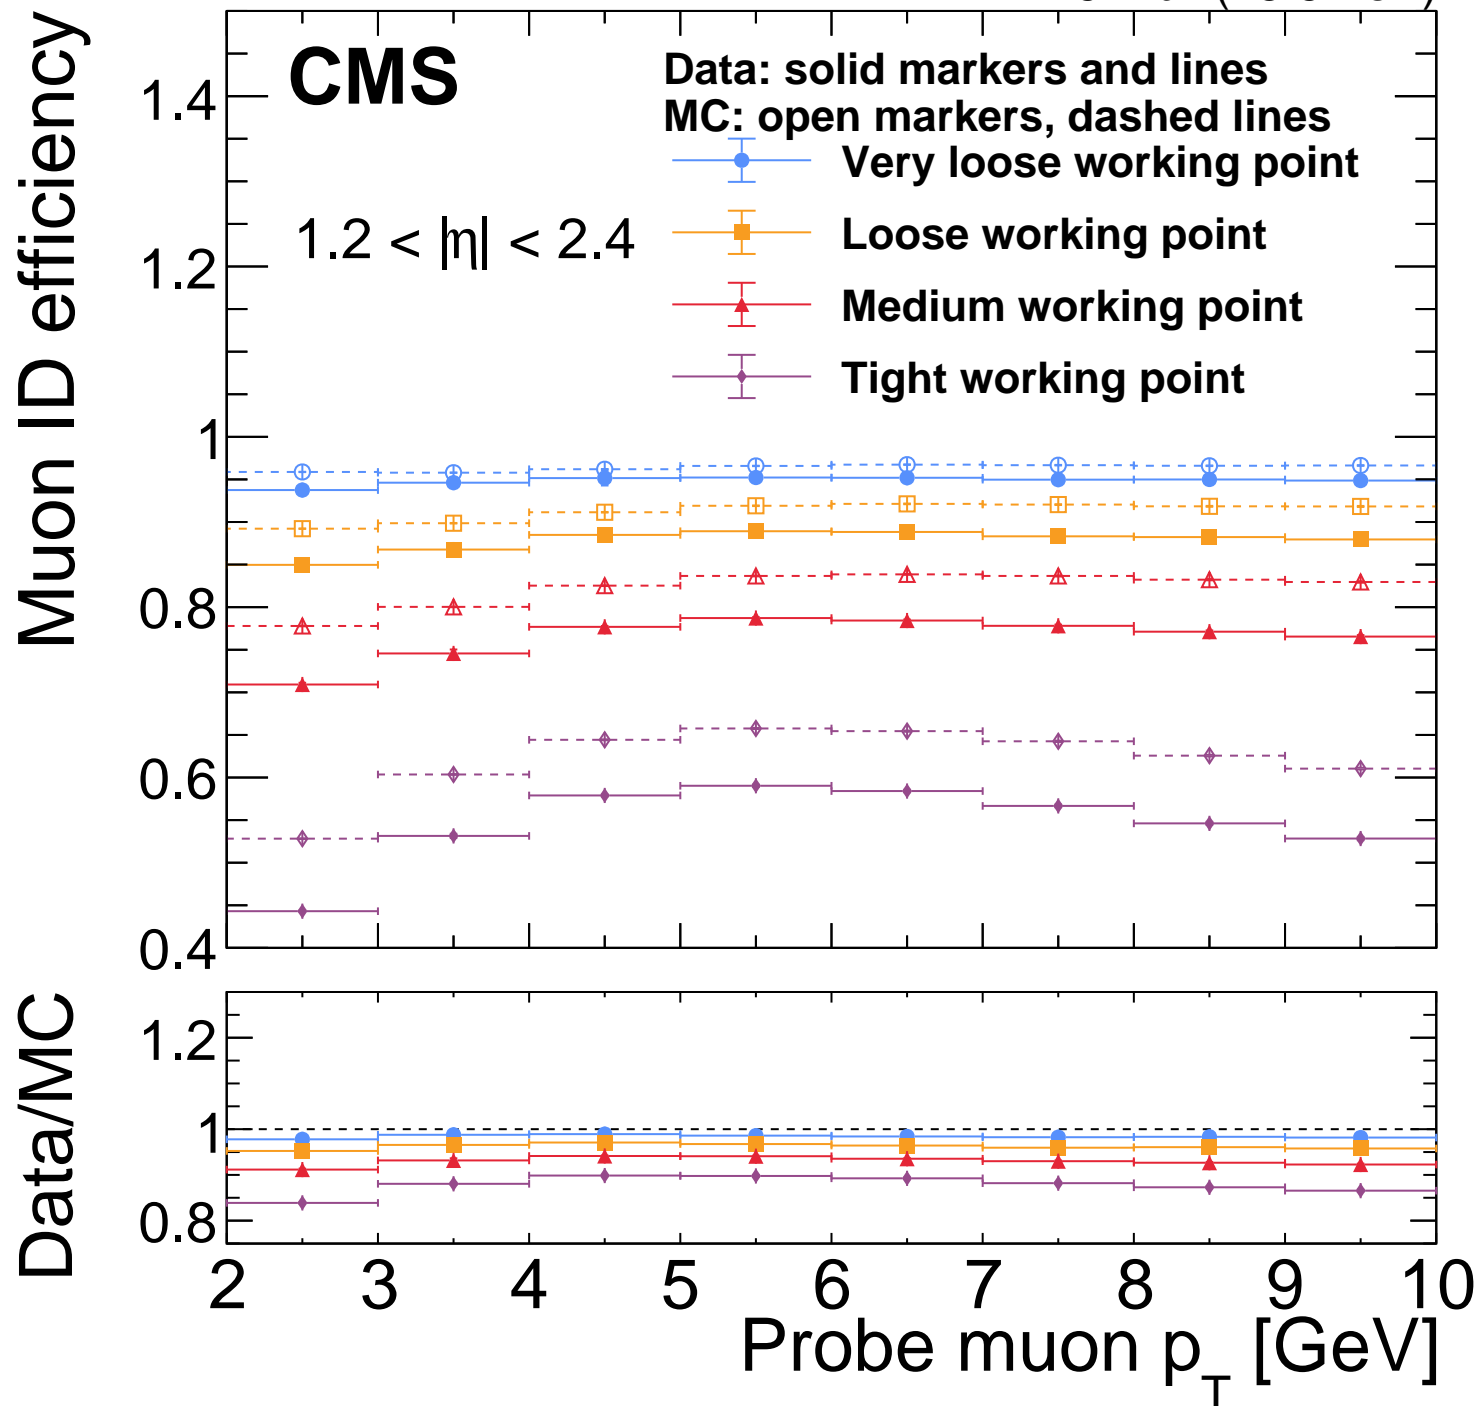 CMS
Data: solid markers and lines
MC: open markers, dashed lines
Very loose working point
1.2 < |η| < 2.4
Loose working point
Medium working point
Tight working point
Muon ID efficiency
1.4
1.2
1
0.8
0.6
0.4
Data/MC
1.2
1
0.8
2 3 4 5 6 7 8 9 10
Probe muon p_T [GeV]